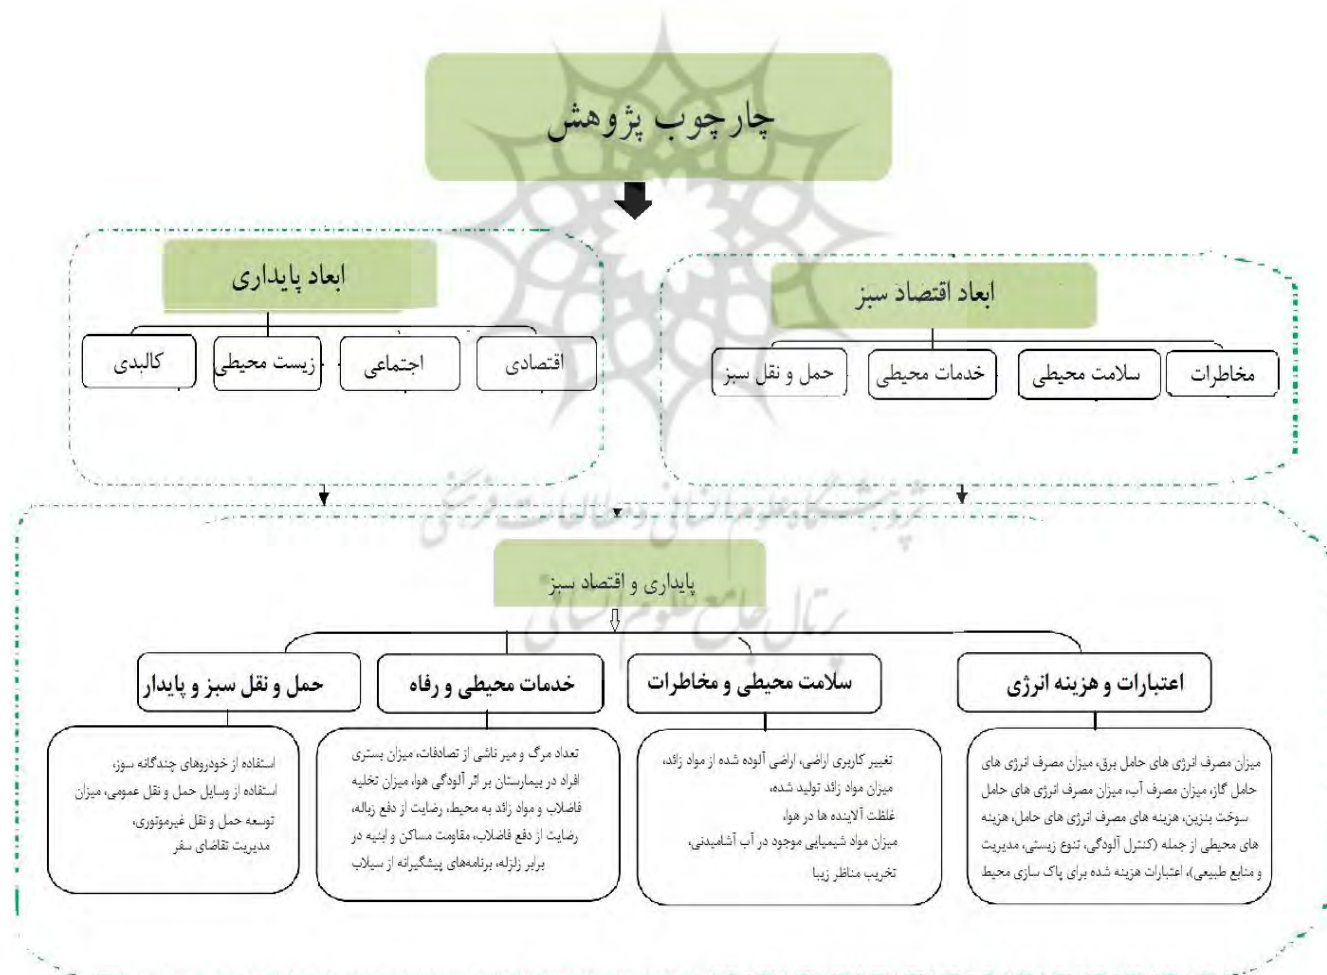 چارچوب پژوهش
ابعاد اقتصاد سبز
مخاطرات
سلامت محیطی
خدمات محیطی
حمل و نقل سبز
ابعاد پایداری
اقتصادی
اجتماعی
زیست محیطی
کالبدی
پژوهشگاه علوم انسانی و مطالعات فرهنگی
پرتال جامع علوم انسانی
پایداری و اقتصاد سبز
اعتبارات و هزینه انرژی
میزان مصرف انرژی های حامل برق، میزان مصرف انرژی های
حامل گاز، میزان مصرف آب، میزان مصرف انرژی های حامل
سوخت بنزین، هزینه های مصرف انرژی های حامل، هزینه
های محیطی از جمله (کنترل آلودگی، تنوع زیستی، مدیریت
و منابع طبیعی)، اعتبارات هزینه شده برای پاک سازی محیط
سلامت محیطی و مخاطرات
تغییر کاربری اراضی، اراضی آلوده شده از مواد زائد،
میزان مواد زائد تولید شده،
غلظت آلاینده ها در هوا،
میزان مواد شیمیایی موجود در آب آشامیدنی،
تخریب مناظر زیبا
خدمات محیطی و رفاه
تعداد مرگ و میر ناشی از تصادفات، میزان بستری
افراد در بیمارستان بر اثر آلودگی هوا، میزان تخلیه
فاضلاب و مواد زائد به محیط، رضایت از دفع زباله،
رضایت از دفع فاضلاب، مقاومت مساکن و ابنیه در
برابر زلزله، برنامه‌های پیشگیرانه از سیلاب
حمل و نقل سبز و پایدار
استفاده از خودروهای چندگانه سوز،
استفاده از وسایل حمل و نقل عمومی، میزان
توسعه حمل و نقل غیرموتوری،
مدیریت تقاضای سفر